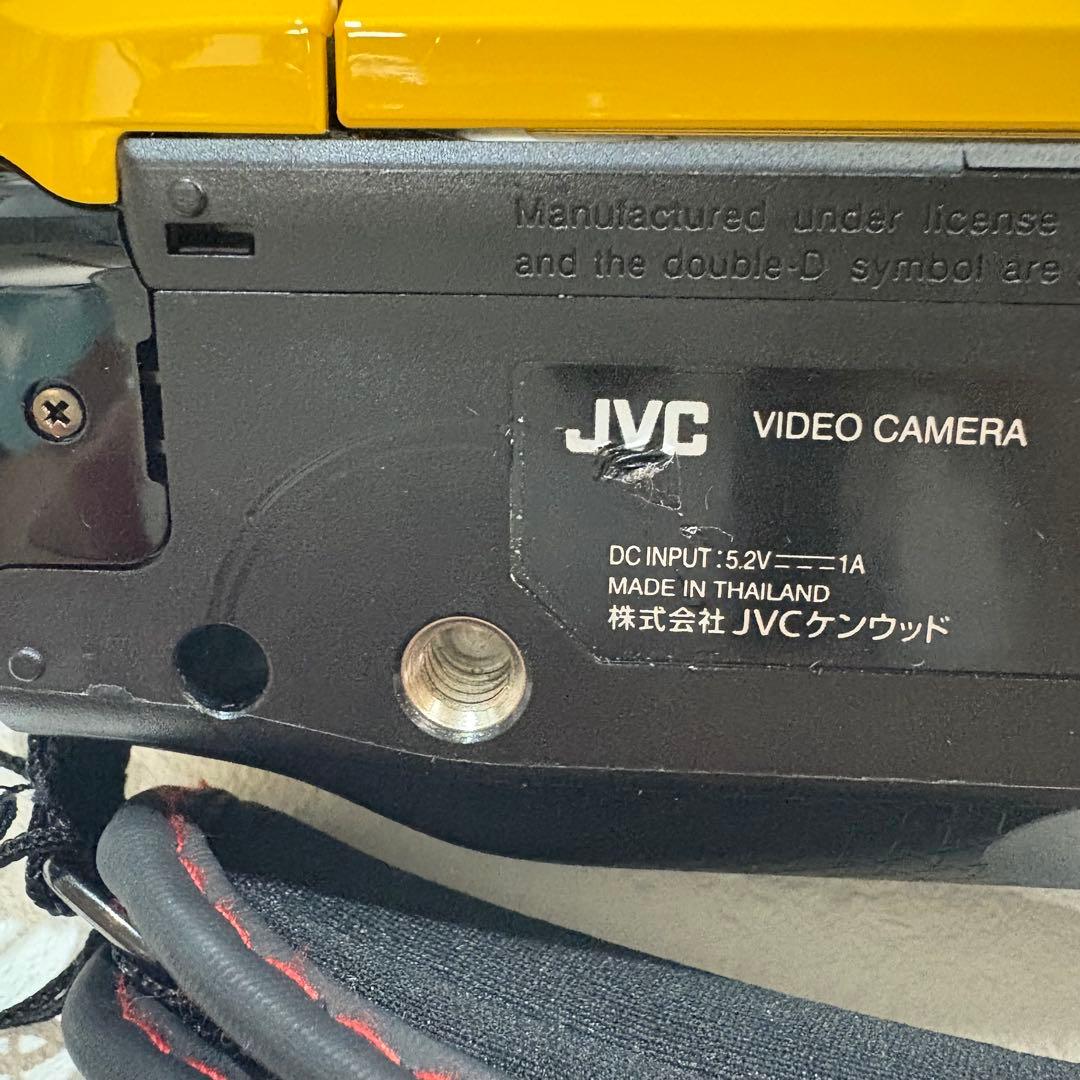 Manufactured under license
and the double-D symbol are
JVC VIDEO CAMERA
DC INPUT : 5.2V ⎓ 1A
MADE IN THAILAND
株式会社 JVCケンウッド